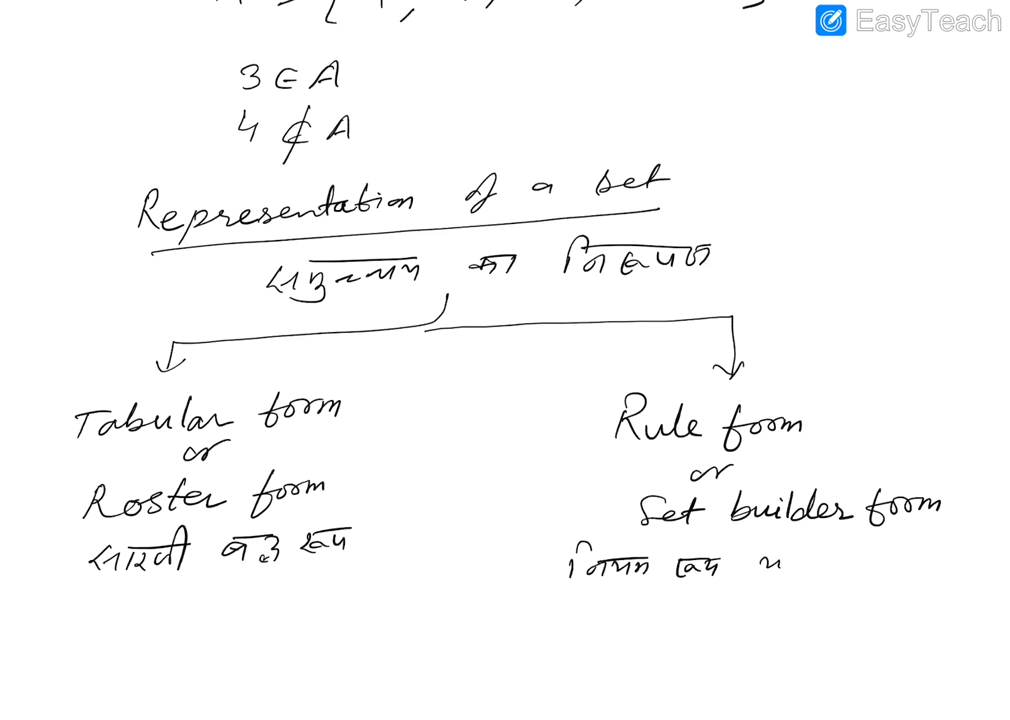 EasyTeach
3 ∈ A
4 ∉ A
Representation of a set
समुच्चय का निरूपण
Tabular form
or
Roster form
सारणी बद्ध रूप
Rule form
or
Set builder form
नियम रूप य